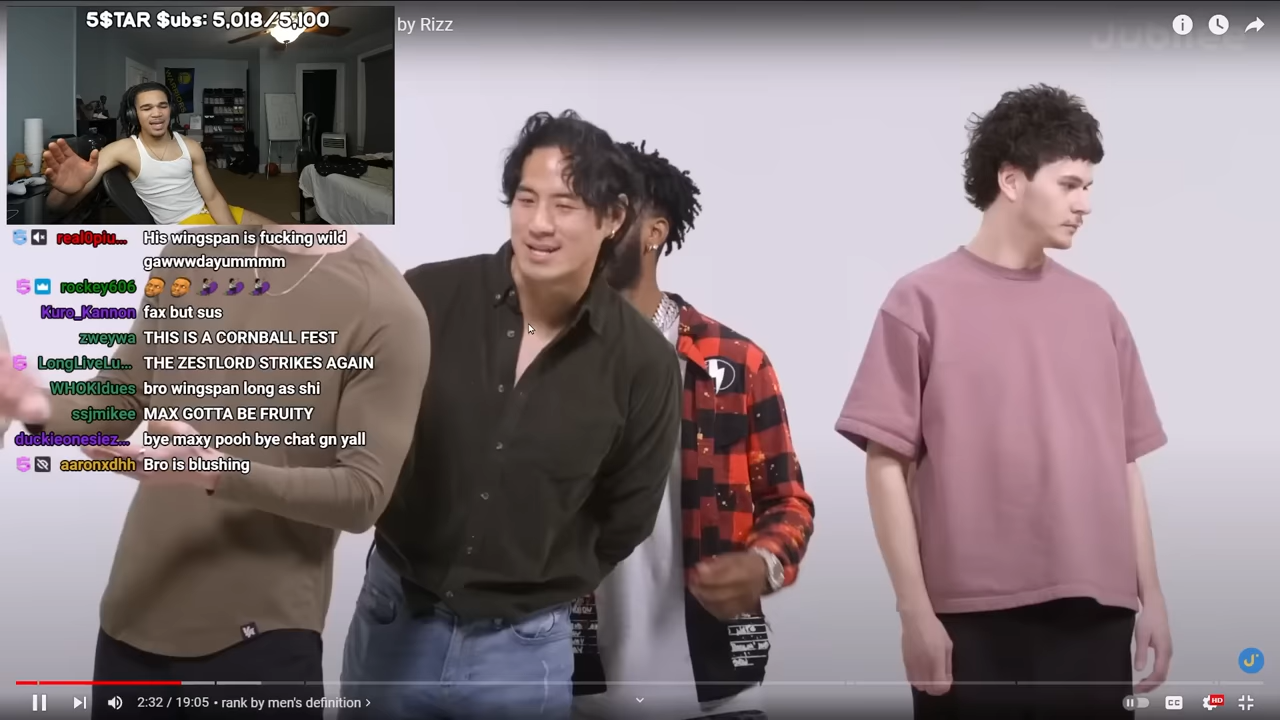 5$TAR $ubs: 5,018/5,100
by Rizz
Jubilee
real0piu... His wingspan is fucking wild
gawwwdayummmm
rockey606
Kuro_Kannon fax but sus
zweywa THIS IS A CORNBALL FEST
LongLiveLu... THE ZESTLORD STRIKES AGAIN
WHOKIdues bro wingspan long as shi
ssjmikee MAX GOTTA BE FRUITY
duckieonesiez... bye maxy pooh bye chat gn yall
aaronxdhh Bro is blushing
2:32 / 19:05 • rank by men's definition >
CC
HD